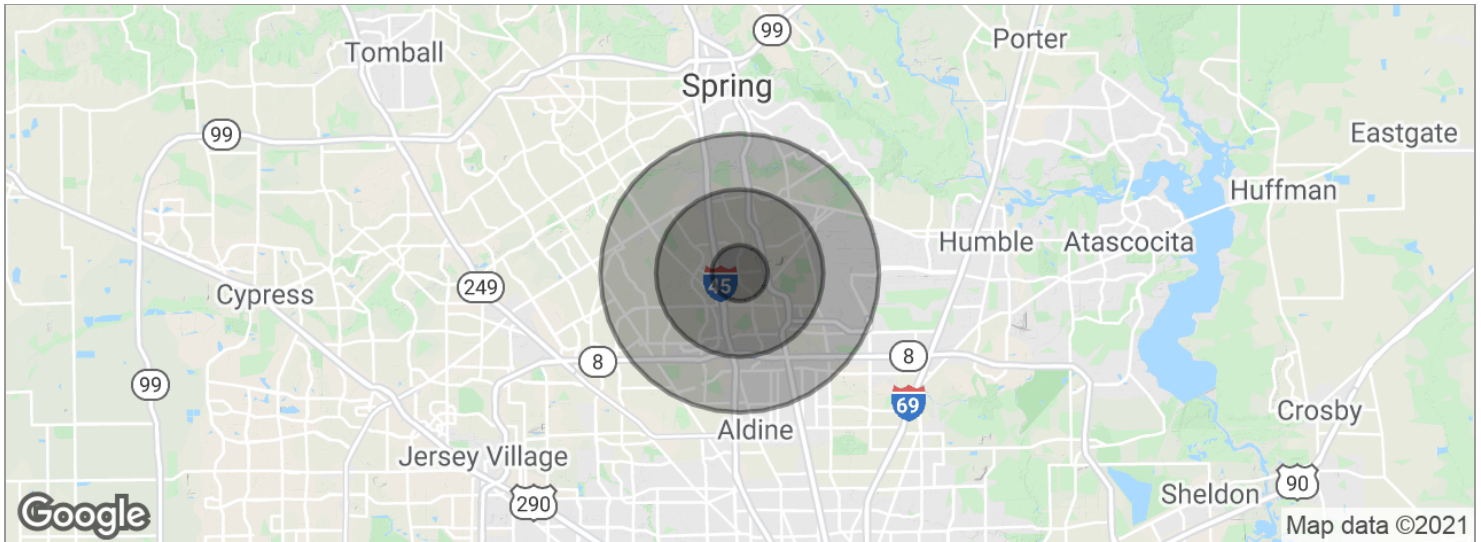 99
Porter
Tomball
Spring
99
Eastgate
Huffman
Humble
Atascocita
45
249
Cypress
8
8
99
69
Crosby
Aldine
Jersey Village
290
90
Sheldon
Google
Map data ©2021